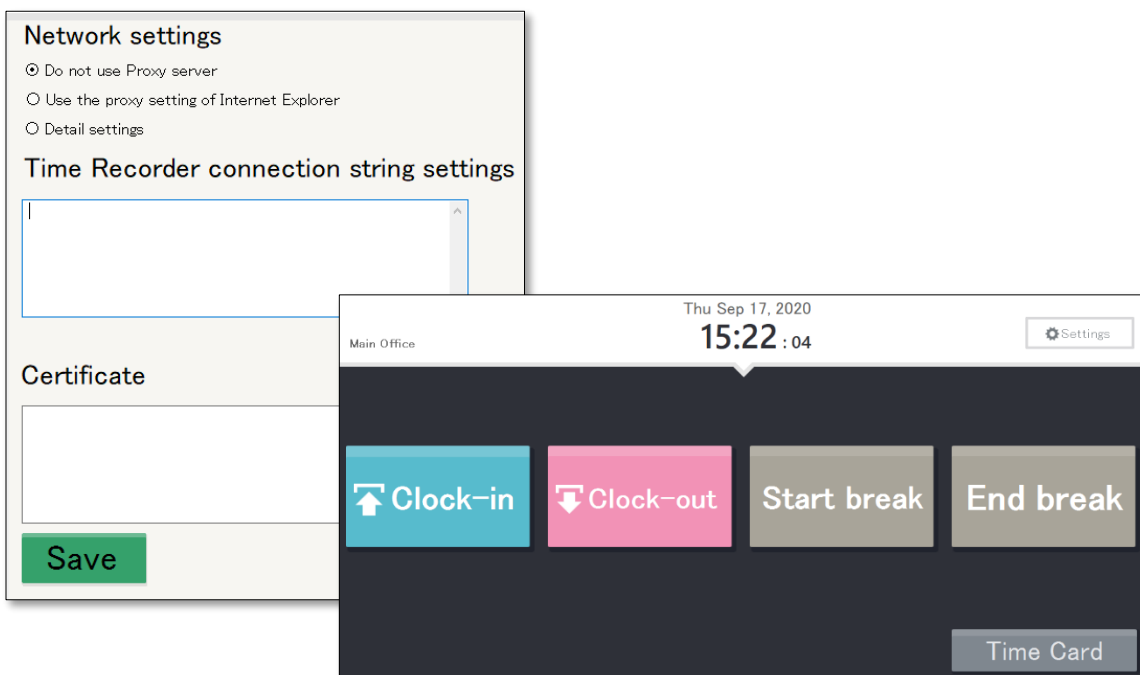 Network settings
Do not use Proxy server
Use the proxy setting of Internet Explorer
Detail settings
Time Recorder connection string settings
Certificate
Save
Thu Sep 17, 2020
15:22 : 04
Main Office
Settings
Clock-in
Clock-out
Start break
End break
Time Card